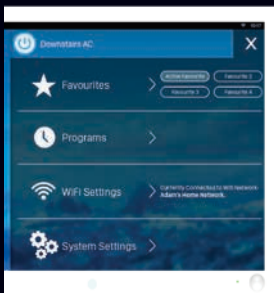 Downstairs AC
X
Favourites
Active Favourite
Favourite 2
Favourite 3
Favourite 4
Programs
WiFi Settings
Currently Connected to Wifi Network
Adam's Home Network.
System Settings